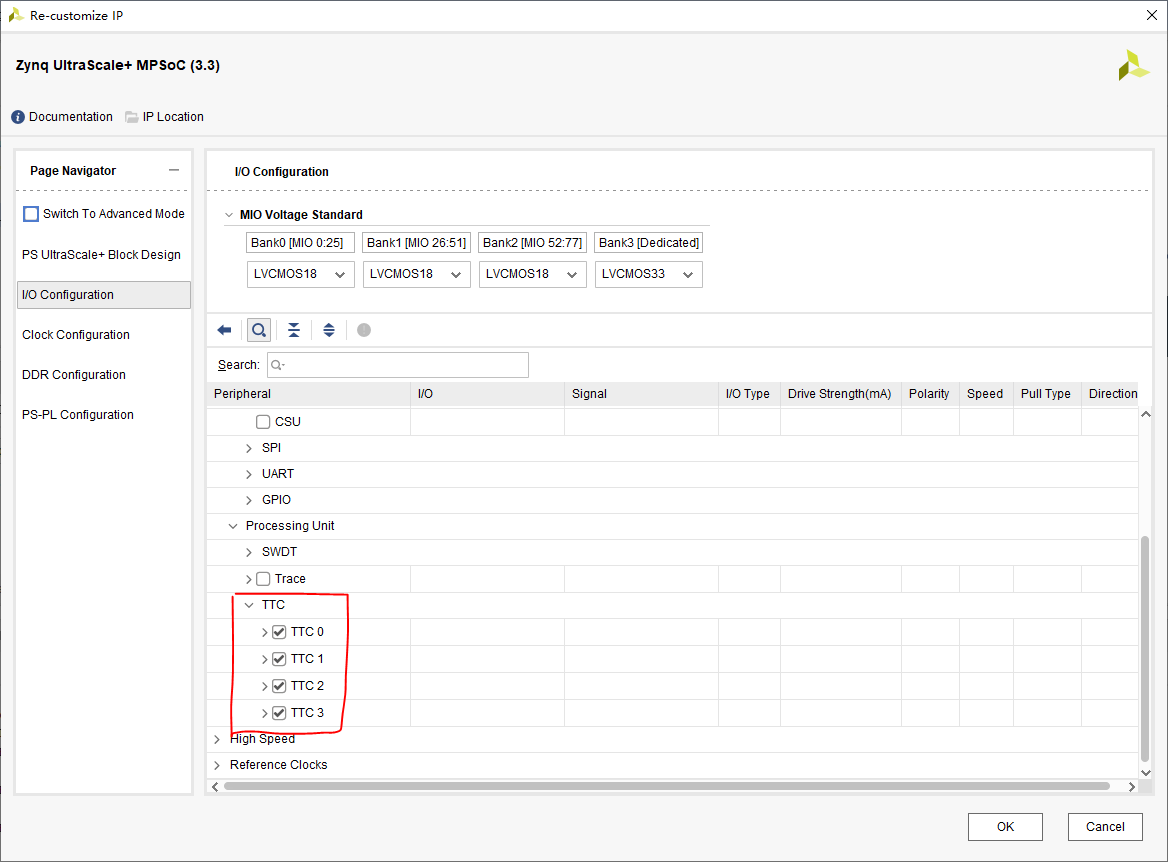 Re-customize IP
Zynq UltraScale+ MPSoC (3.3)
Documentation IP Location
Page Navigator
Switch To Advanced Mode
PS UltraScale+ Block Design
I/O Configuration
Clock Configuration
DDR Configuration
PS-PL Configuration
I/O Configuration
MIO Voltage Standard
Bank0 [MIO 0:25] Bank1 [MIO 26:51] Bank2 [MIO 52:77] Bank3 [Dedicated]
LVCMOS18 LVCMOS18 LVCMOS18 LVCMOS33
Search:
Peripheral I/O Signal I/O Type Drive Strength(mA) Polarity Speed Pull Type Direction
CSU
SPI
UART
GPIO
Processing Unit
SWDT
Trace
TTC
TTC 0
TTC 1
TTC 2
TTC 3
High Speed
Reference Clocks
OK Cancel